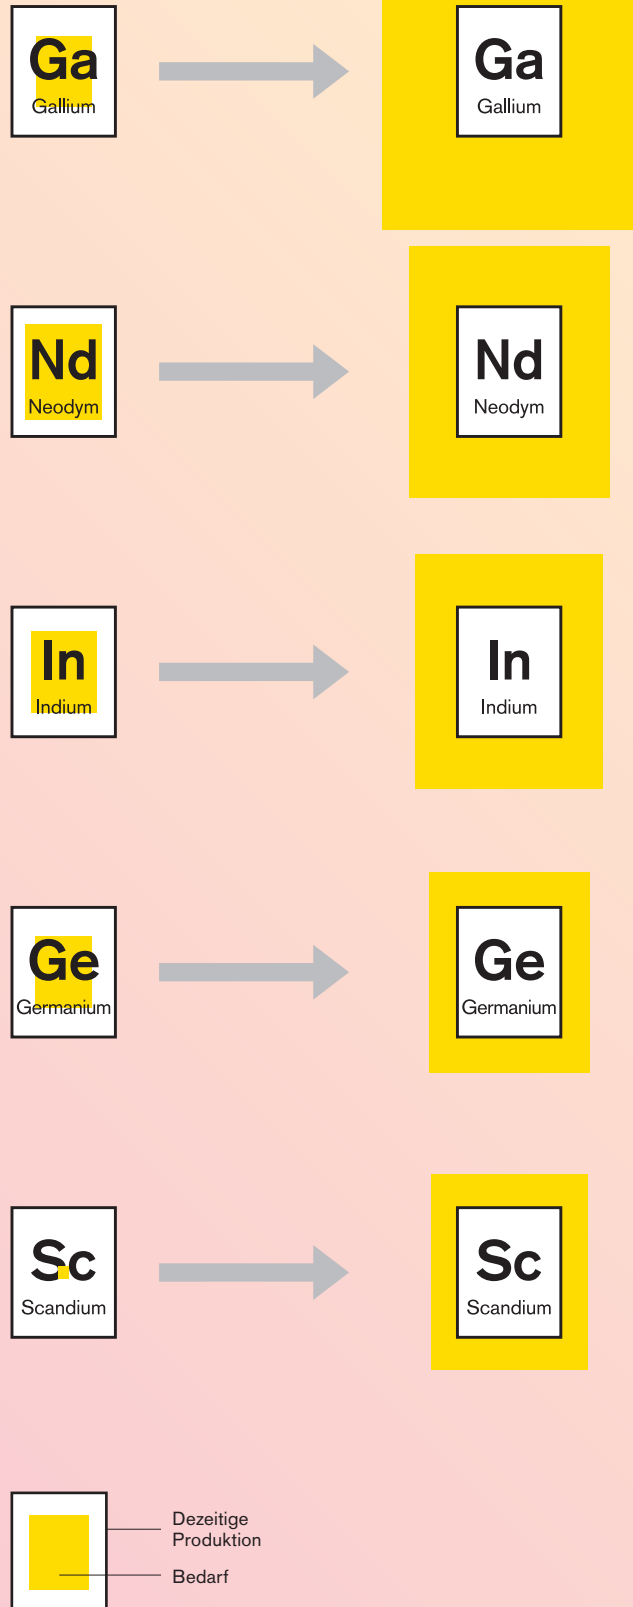 Ga
Gallium
Ga
Gallium
Nd
Neodym
Nd
Neodym
In
Indium
In
Indium
Ge
Germanium
Ge
Germanium
Sc
Scandium
Sc
Scandium
Dezeitige
Produktion
Bedarf